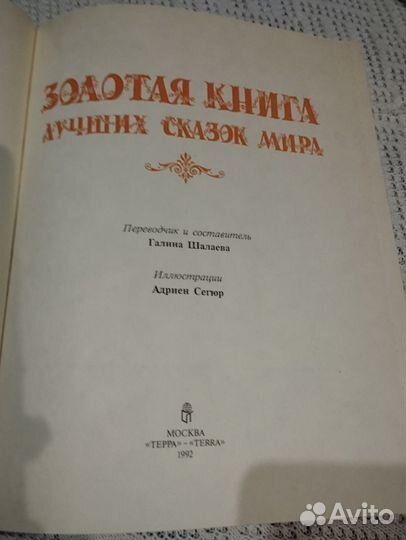 ЗОЛОТАЯ КНИГА
ЛУЧШИХ СКАЗОК МИРА
Переводчик и составитель
Галина Шалаева
Иллюстрации
Адриен Сегюр
МОСКВА
«ТЕРРА» – «TERRA»
1992
Avito